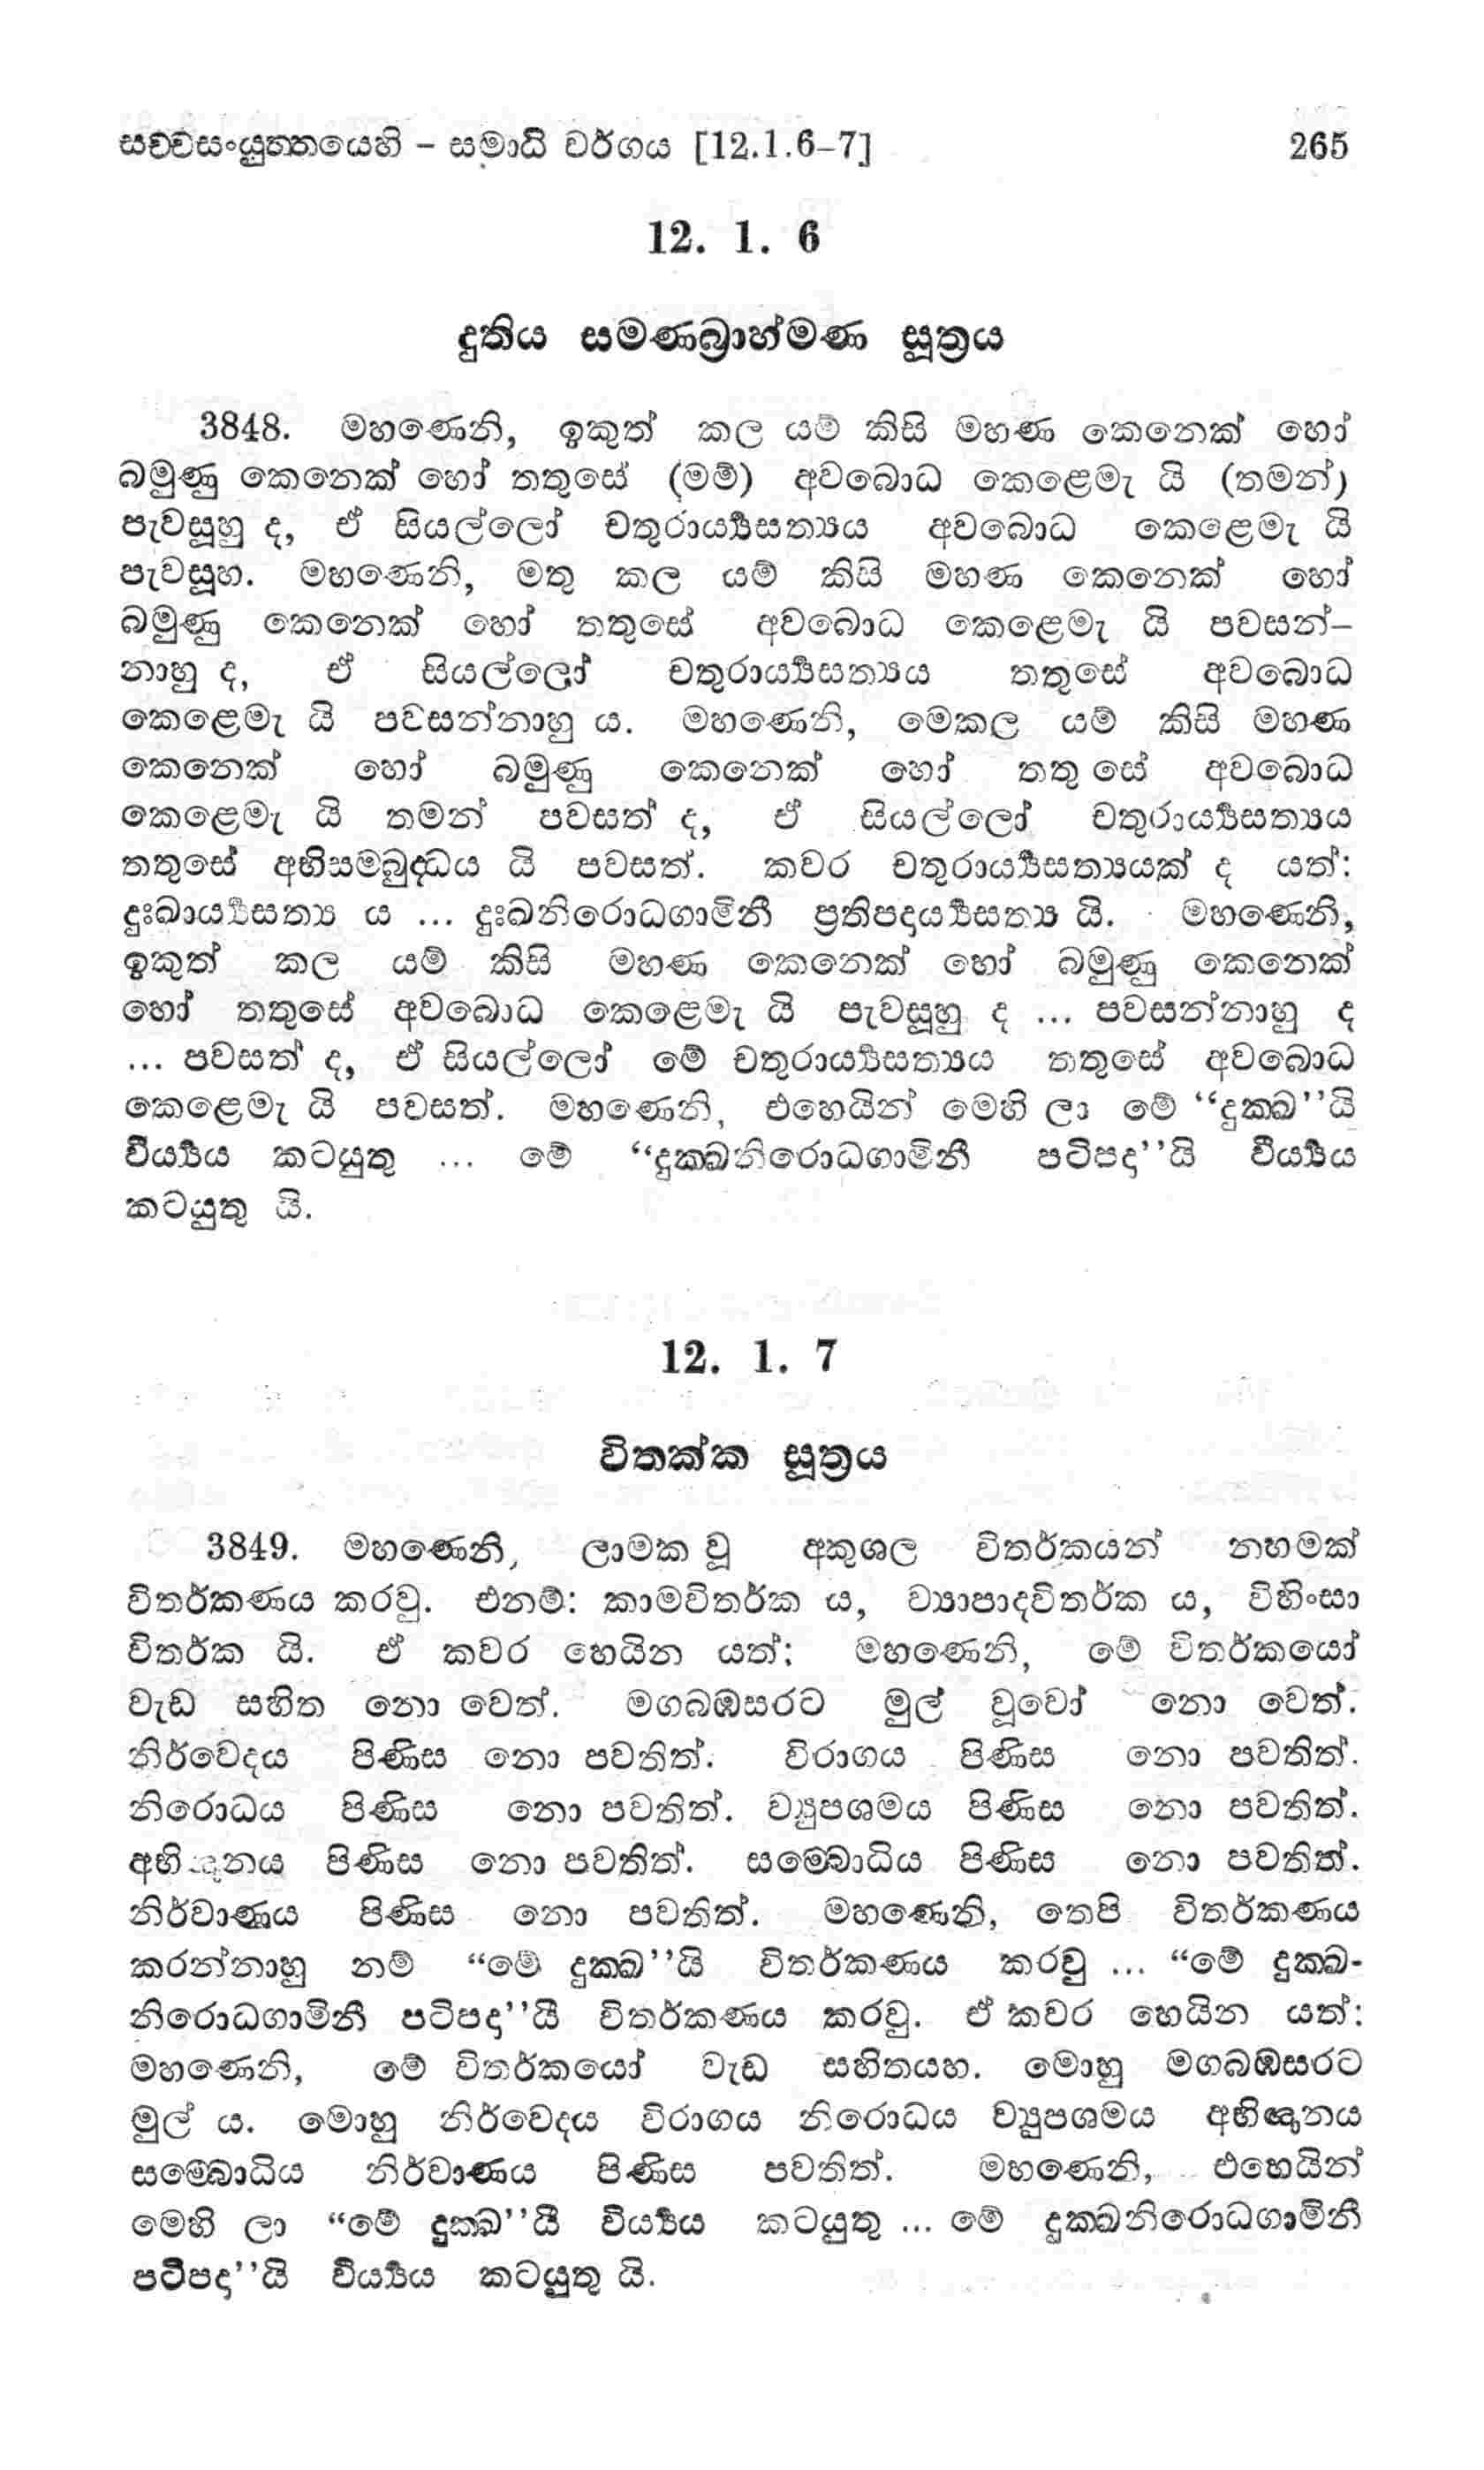 සච්චසංයුත්තයෙහි – සමාධි වර්ගය [12.1.6–7] 265
12. 1. 6
දුතිය සමණබ්‍රාහ්මණ සූත්‍රය
3848. මහණෙනි, ඉකුත් කල යම් කිසි මහණ කෙනෙක් හෝ
බමුණු කෙනෙක් හෝ තතුසේ (මම්) අවබොධ කෙළෙමැ යි (තමන්)
පැවසූහු ද, ඒ සියල්ලෝ චතුරාර්‍ය්‍යසත්‍යය අවබොධ කෙළෙමැ යි
පැවසූහ. මහණෙනි, මතු කල යම් කිසි මහණ කෙනෙක් හෝ
බමුණු කෙනෙක් හෝ තතුසේ අවබොධ කෙළෙමැ යි පවසන්–
නාහු ද, ඒ සියල්ලෝ චතුරාර්‍ය්‍යසත්‍යය තතුසේ අවබොධ
කෙළෙමැ යි පවසන්නාහු ය. මහණෙනි, මෙකල යම් කිසි මහණ
කෙනෙක් හෝ බමුණු කෙනෙක් හෝ තතු සේ අවබොධ
කෙළෙමැ යි තමන් පවසත් ද, ඒ සියල්ලෝ චතුරාර්‍ය්‍යසත්‍යය
තතුසේ අභිසම්බුද්ධය යි පවසත්. කවර චතුරාර්‍ය්‍යසත්‍යයක් ද යත්:
දුඃඛාර්‍ය්‍යසත්‍ය ය ... දුඃඛනිරොධගාමිනී ප්‍රතිපදාර්‍ය්‍යසත්‍ය යි. මහණෙනි,
ඉකුත් කල යම් කිසි මහණ කෙනෙක් හෝ බමුණු කෙනෙක්
හෝ තතුසේ අවබොධ කෙළෙමැ යි පැවසූහු ද ... පවසන්නාහු ද
... පවසත් ද, ඒ සියල්ලෝ මේ චතුරාර්‍ය්‍යසත්‍යය තතුසේ අවබොධ
කෙළෙමැ යි පවසත්. මහණෙනි, එහෙයින් මෙහි ලා මේ “දුක්ඛ”යි
වීර්‍ය්‍යය කටයුතු ... මේ “දුක්ඛනිරොධගාමිනී පටිපදා”යි වීර්‍ය්‍යය
කටයුතු යි.
12. 1. 7
විතක්ක සූත්‍රය
3849. මහණෙනි, ලාමක වූ අකුශල විතර්කයන් නහමක්
විතර්කණය කරවු. එනම්: කාමවිතර්ක ය, ව්‍යාපාදවිතර්ක ය, විහිංසා
විතර්ක යි. ඒ කවර හෙයින යත්: මහණෙනි, මේ විතර්කයෝ
වැඩ සහිත නො වෙත්. මගබඹසරට මුල් වූවෝ නො වෙත්.
නිර්වෙදය පිණිස නො පවතිත්. විරාගය පිණිස නො පවතිත්.
නිරොධය පිණිස නො පවතිත්. ව්‍යුපශමය පිණිස නො පවතිත්.
අභිඥානය පිණිස නො පවතිත්. සම්බොධිය පිණිස නො පවතිත්.
නිර්වාණය පිණිස නො පවතිත්. මහණෙනි, තෙපි විතර්කණය
කරන්නාහු නම් “මේ දුක්ඛ”යි විතර්කණය කරවු ... “මේ දුක්ඛ-
නිරොධගාමිනී පටිපදා”යී විතර්කණය කරවු. ඒ කවර හෙයින යත්:
මහණෙනි, මේ විතර්කයෝ වැඩ සහිතයහ. මොහු මගබඹසරට
මුල් ය. මොහු නිර්වෙදය විරාගය නිරොධය ව්‍යුපශමය අභිඥානය
සම්බොධිය නිර්වාණය පිණිස පවතිත්. මහණෙනි, එහෙයින්
මෙහි ලා “මේ දුක්ඛ”යී වීර්‍ය්‍යය කටයුතු ... මේ දුක්ඛනිරොධගාමිනී
පටිපදා”යි වීර්‍ය්‍යය කටයුතු යි.